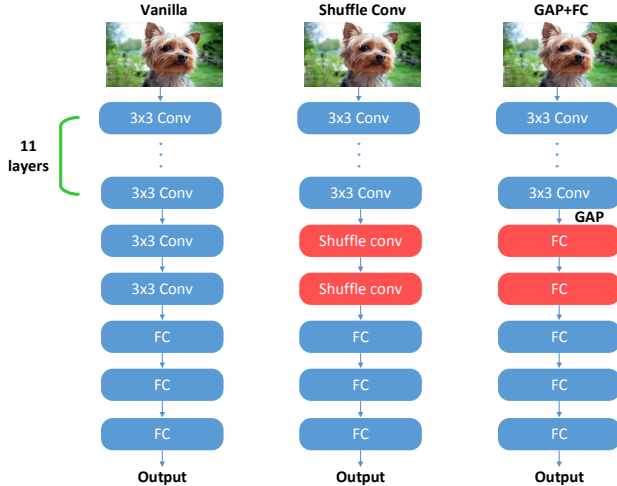 Vanilla
Shuffle Conv
GAP+FC
11
layers
3x3 Conv
3x3 Conv
3x3 Conv
3x3 Conv
3x3 Conv
3x3 Conv
GAP
3x3 Conv
Shuffle conv
FC
3x3 Conv
Shuffle conv
FC
FC
FC
FC
FC
FC
FC
FC
FC
FC
Output
Output
Output